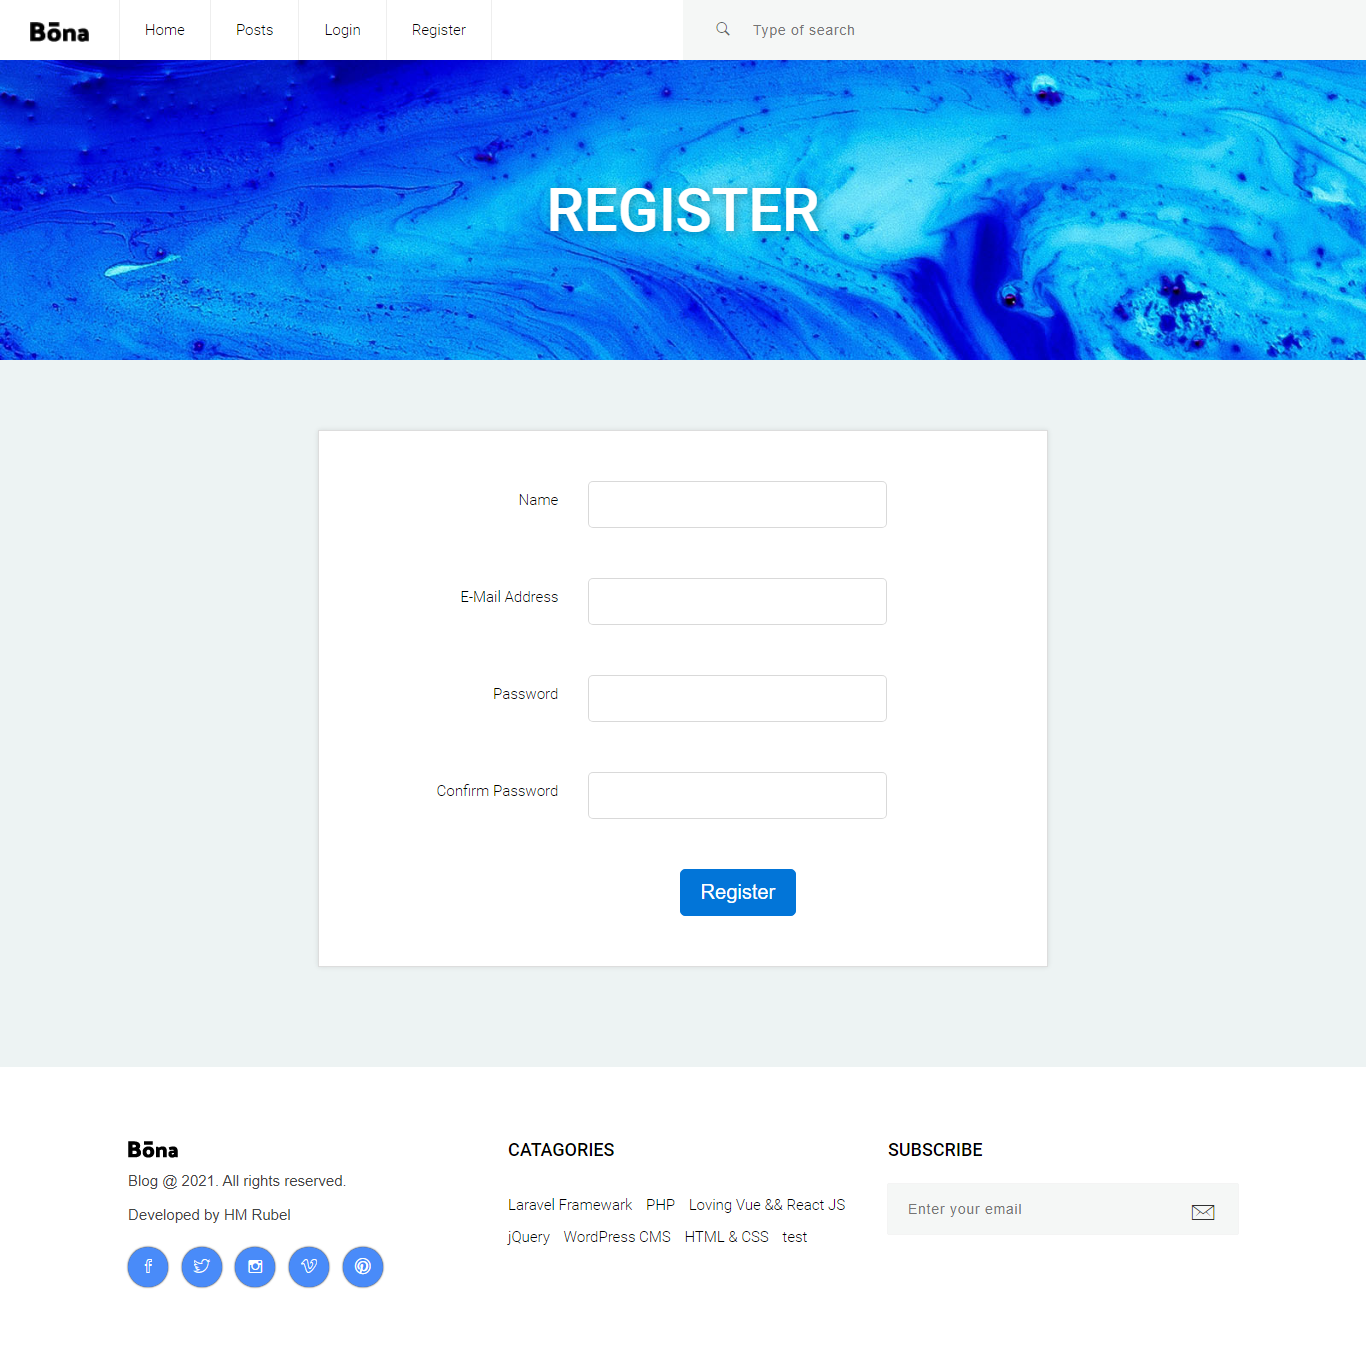 Bōna Home Posts Login Register Type of search
REGISTER
Name
E-Mail Address
Password
Confirm Password
Register
Bōna
Blog @ 2021. All rights reserved.
Developed by HM Rubel
CATAGORIES
Laravel Framewark PHP Loving Vue && React JS
jQuery WordPress CMS HTML & CSS test
SUBSCRIBE
Enter your email